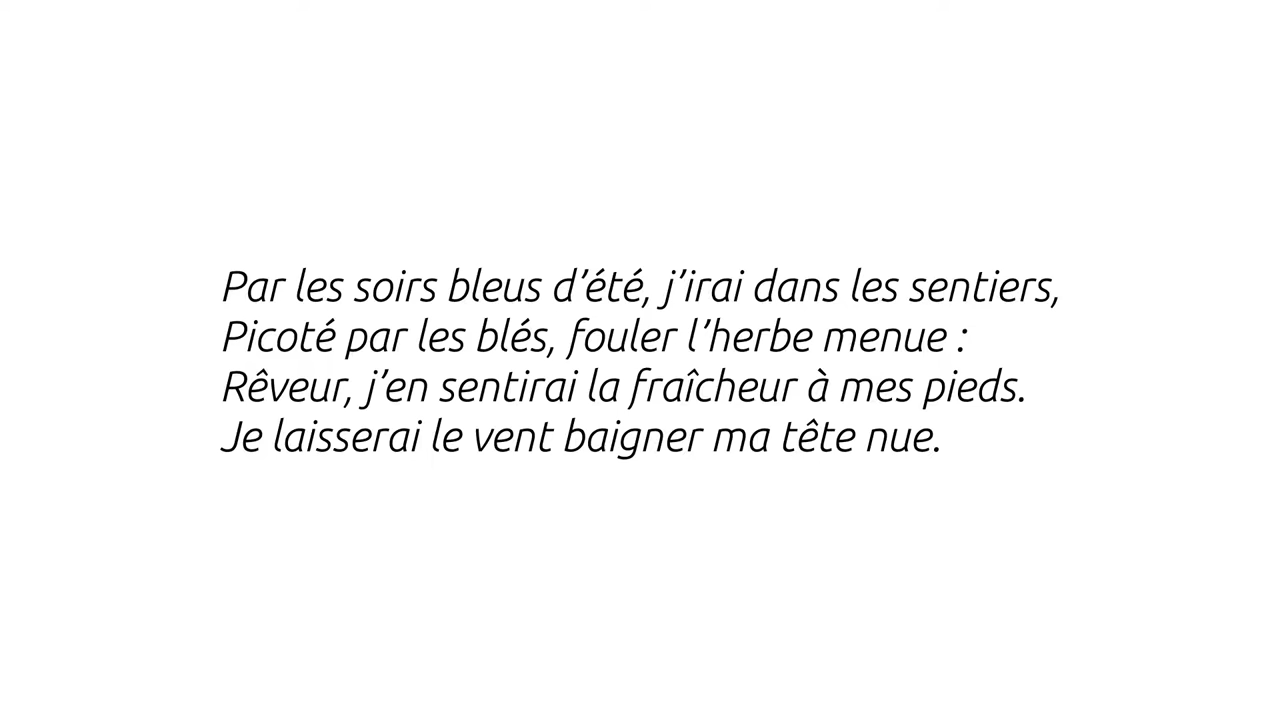 Par les soirs bleus d’été, j’irai dans les sentiers,
Picoté par les blés, fouler l’herbe menue :
Rêveur, j’en sentirai la fraîcheur à mes pieds.
Je laisserai le vent baigner ma tête nue.